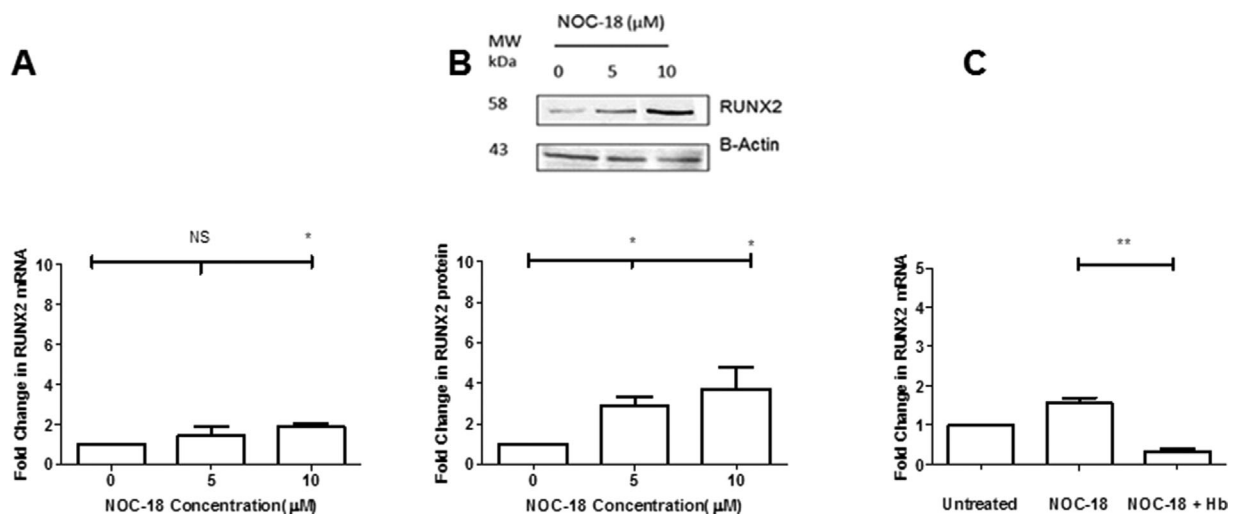 A
NS *
Fold Change in RUNX2 mRNA
10
8
6
4
2
0
0 5 10
NOC-18 Concentration(μM)
B
NOC-18 (μM)
MW
kDa
0 5 10
58
RUNX2
43
B-Actin
* *
Fold Change in RUNX2 protein
10
8
6
4
2
0
0 5 10
NOC-18 Concentration(μM)
C
**
Fold Change in RUNX2 mRNA
5
4
3
2
1
0
Untreated NOC-18 NOC-18 + Hb